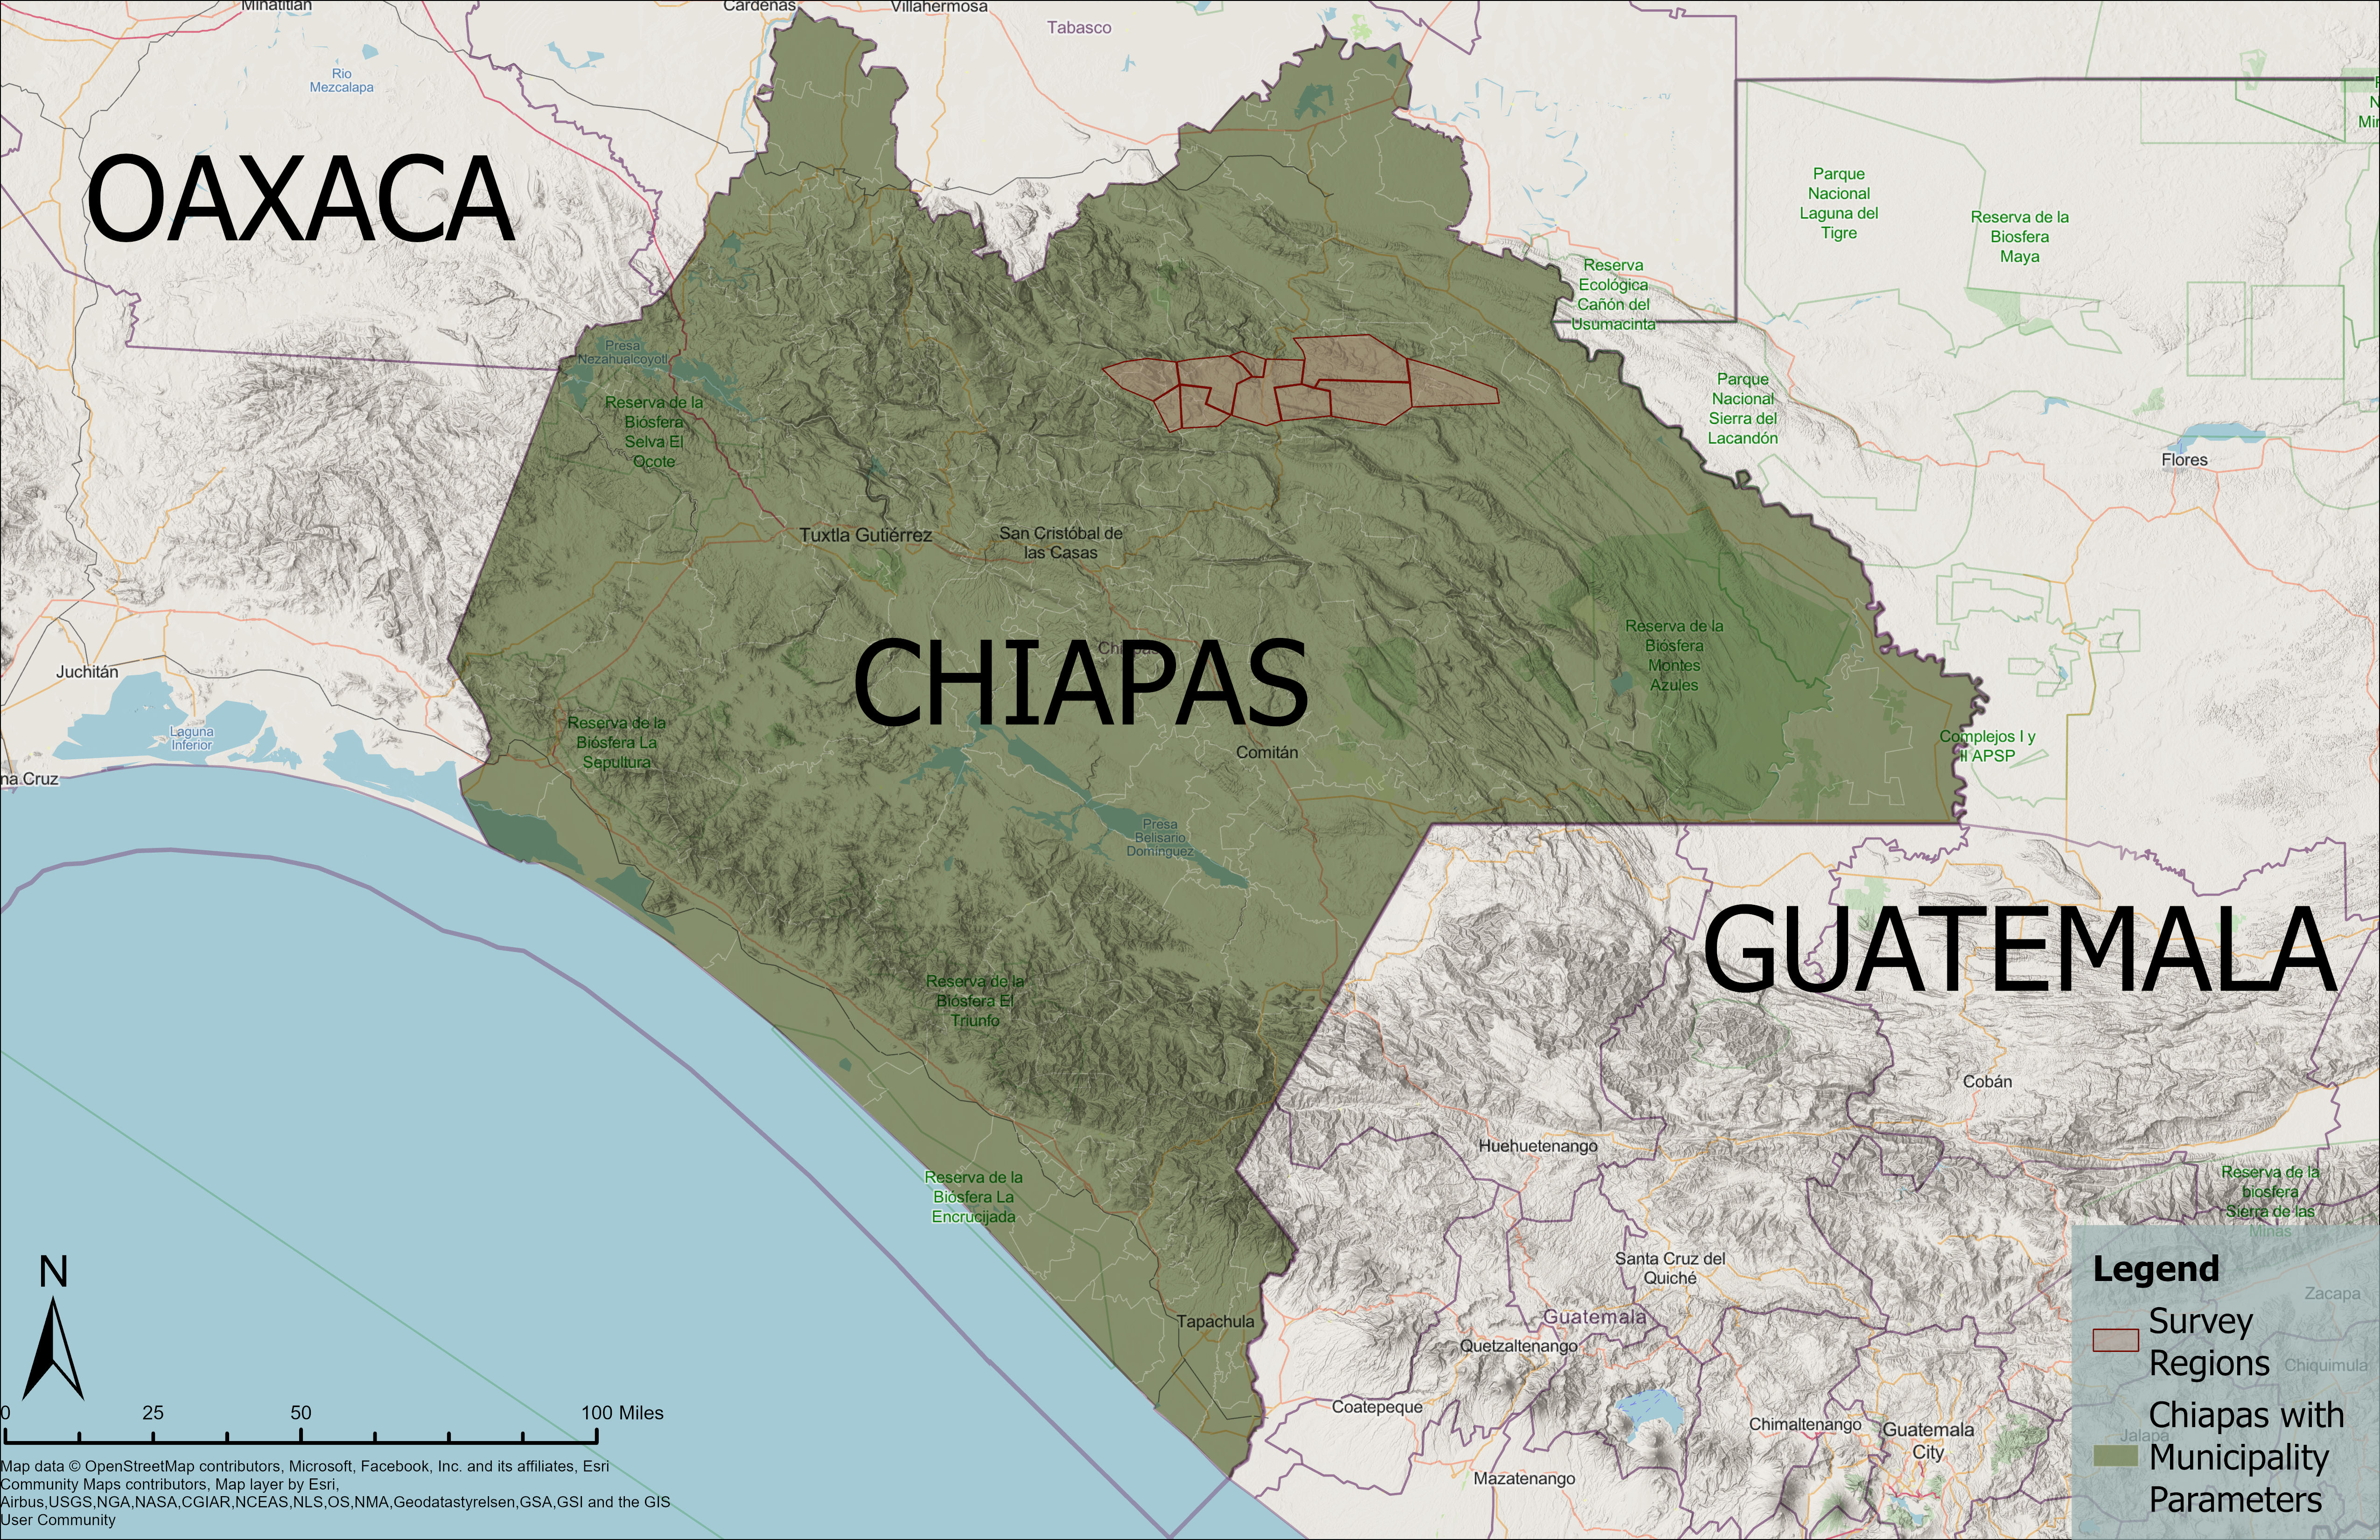 Minatitlán
Cárdenas
Villahermosa
Tabasco
Río
Mezcalapa
OAXACA
Parque
Nacional
Laguna del
Tigre
Reserva de la
Biosfera
Maya
Reserva
Ecológica
Cañón del
Usumacinta
Presa
Nezahualcoyotl
Reserva de la
Biósfera
Selva El
Ocote
Parque
Nacional
Sierra del
Lacandón
Flores
Tuxtla Gutiérrez
San Cristóbal de
las Casas
CHIAPAS
Reserva de la
Biósfera
Montes
Azules
Juchitán
Laguna
Inferior
na Cruz
Reserva de la
Biósfera La
Sepultura
Comitán
Complejos I y
II APSP
Presa
Belisario
Domínguez
GUATEMALA
Reserva de la
Biósfera El
Triunfo
Cobán
Huehuetenango
Reserva de la
Biósfera La
Encrucijada
Reserva de la
biosfera
Sierra de las
Minas
Santa Cruz del
Quiché
Tapachula
Guatemala
Quetzaltenango
Coatepeque
Chimaltenango
Guatemala
City
Mazatenango
Zacapa
Chiquimula
Jalapa
Legend
Survey
Regions
Chiapas with
Municipality
Parameters
N
0 25 50 100 Miles
Map data © OpenStreetMap contributors, Microsoft, Facebook, Inc. and its affiliates, Esri
Community Maps contributors, Map layer by Esri,
Airbus,USGS,NGA,NASA,CGIAR,NCEAS,NLS,OS,NMA,Geodatastyrelsen,GSA,GSI and the GIS
User Community